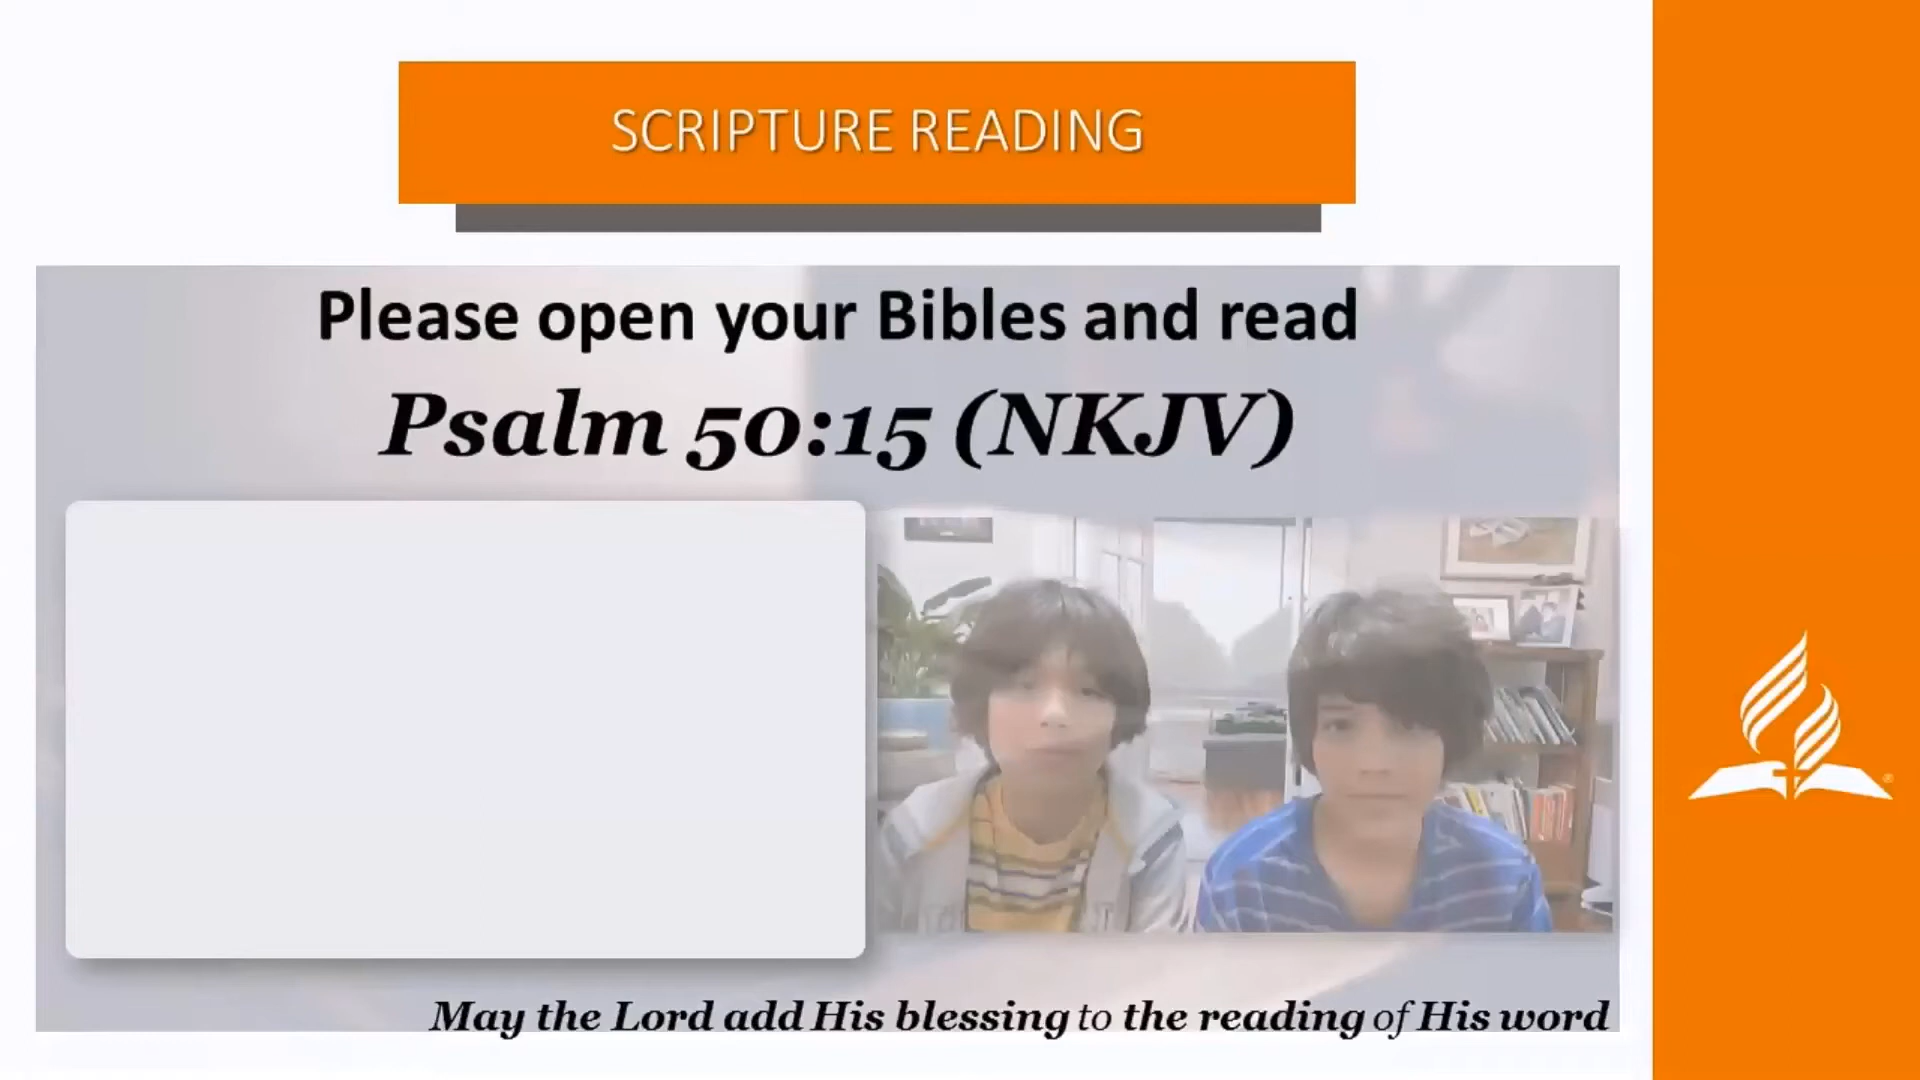 SCRIPTURE READING
Please open your Bibles and read
Psalm 50:15 (NKJV)
May the Lord add His blessing to the reading of His word